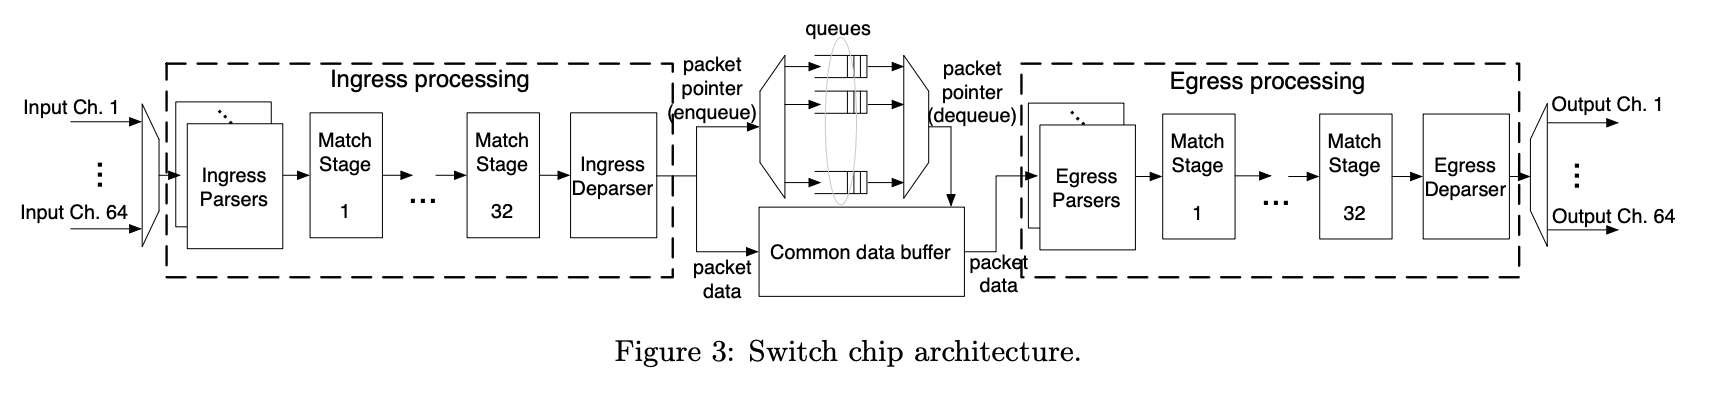 queues
Ingress processing
Egress processing
Input Ch. 1
Input Ch. 64
Ingress
Parsers
Match
Stage
1
...
Match
Stage
32
Ingress
Deparser
packet
pointer
(enqueue)
packet
data
packet
pointer
(dequeue)
Common data buffer
packet
data
Egress
Parsers
Match
Stage
1
...
Match
Stage
32
Egress
Deparser
Output Ch. 1
Output Ch. 64
Figure 3: Switch chip architecture.